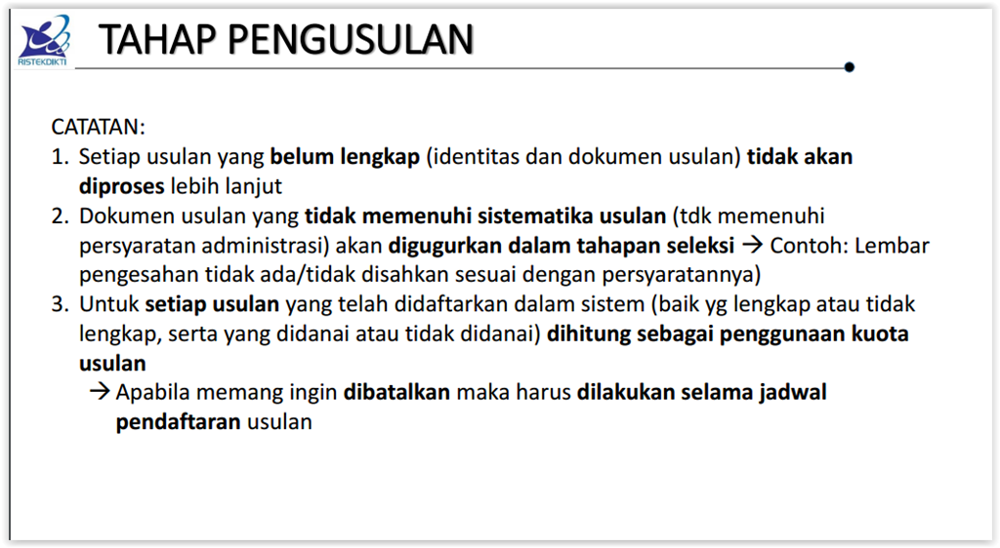 RISTEKDIKTI
TAHAP PENGUSULAN
CATATAN:
1. Setiap usulan yang belum lengkap (identitas dan dokumen usulan) tidak akan
diproses lebih lanjut
2. Dokumen usulan yang tidak memenuhi sistematika usulan (tdk memenuhi
persyaratan administrasi) akan digugurkan dalam tahapan seleksi → Contoh: Lembar
pengesahan tidak ada/tidak disahkan sesuai dengan persyaratannya)
3. Untuk setiap usulan yang telah didaftarkan dalam sistem (baik yg lengkap atau tidak
lengkap, serta yang didanai atau tidak didanai) dihitung sebagai penggunaan kuota
usulan
→ Apabila memang ingin dibatalkan maka harus dilakukan selama jadwal
pendaftaran usulan